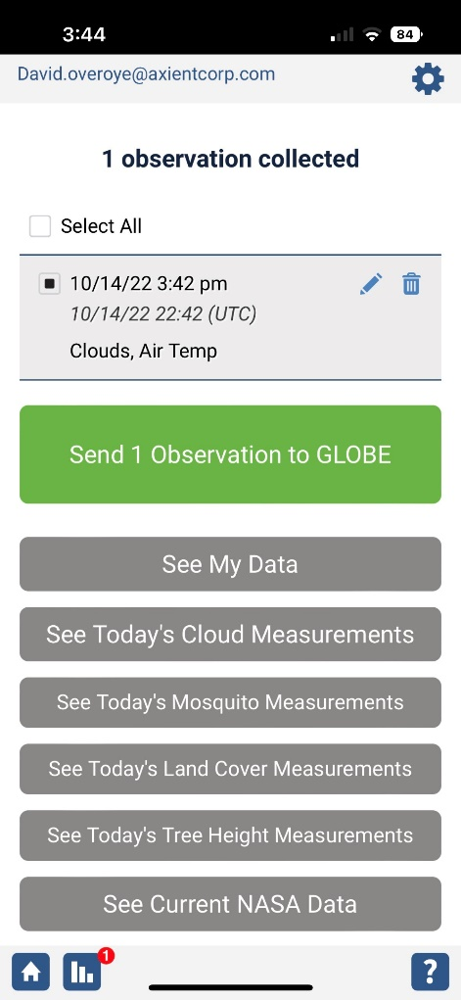 3:44
84
David.overoye@axientcorp.com
1 observation collected
Select All
10/14/22 3:42 pm
10/14/22 22:42 (UTC)
Clouds, Air Temp
Send 1 Observation to GLOBE
See My Data
See Today's Cloud Measurements
See Today's Mosquito Measurements
See Today's Land Cover Measurements
See Today's Tree Height Measurements
See Current NASA Data
1
?